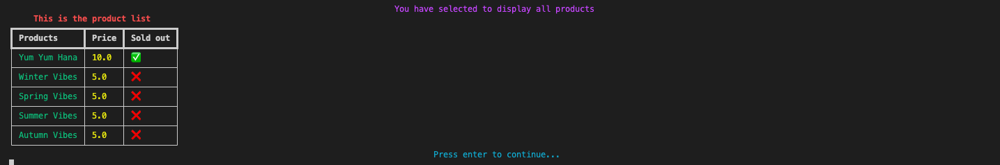 You have selected to display all products
This is the product list
Products Price Sold out
Yum Yum Hana 10.0 ✅
Winter Vibes 5.0 ❌
Spring Vibes 5.0 ❌
Summer Vibes 5.0 ❌
Autumn Vibes 5.0 ❌
Press enter to continue...